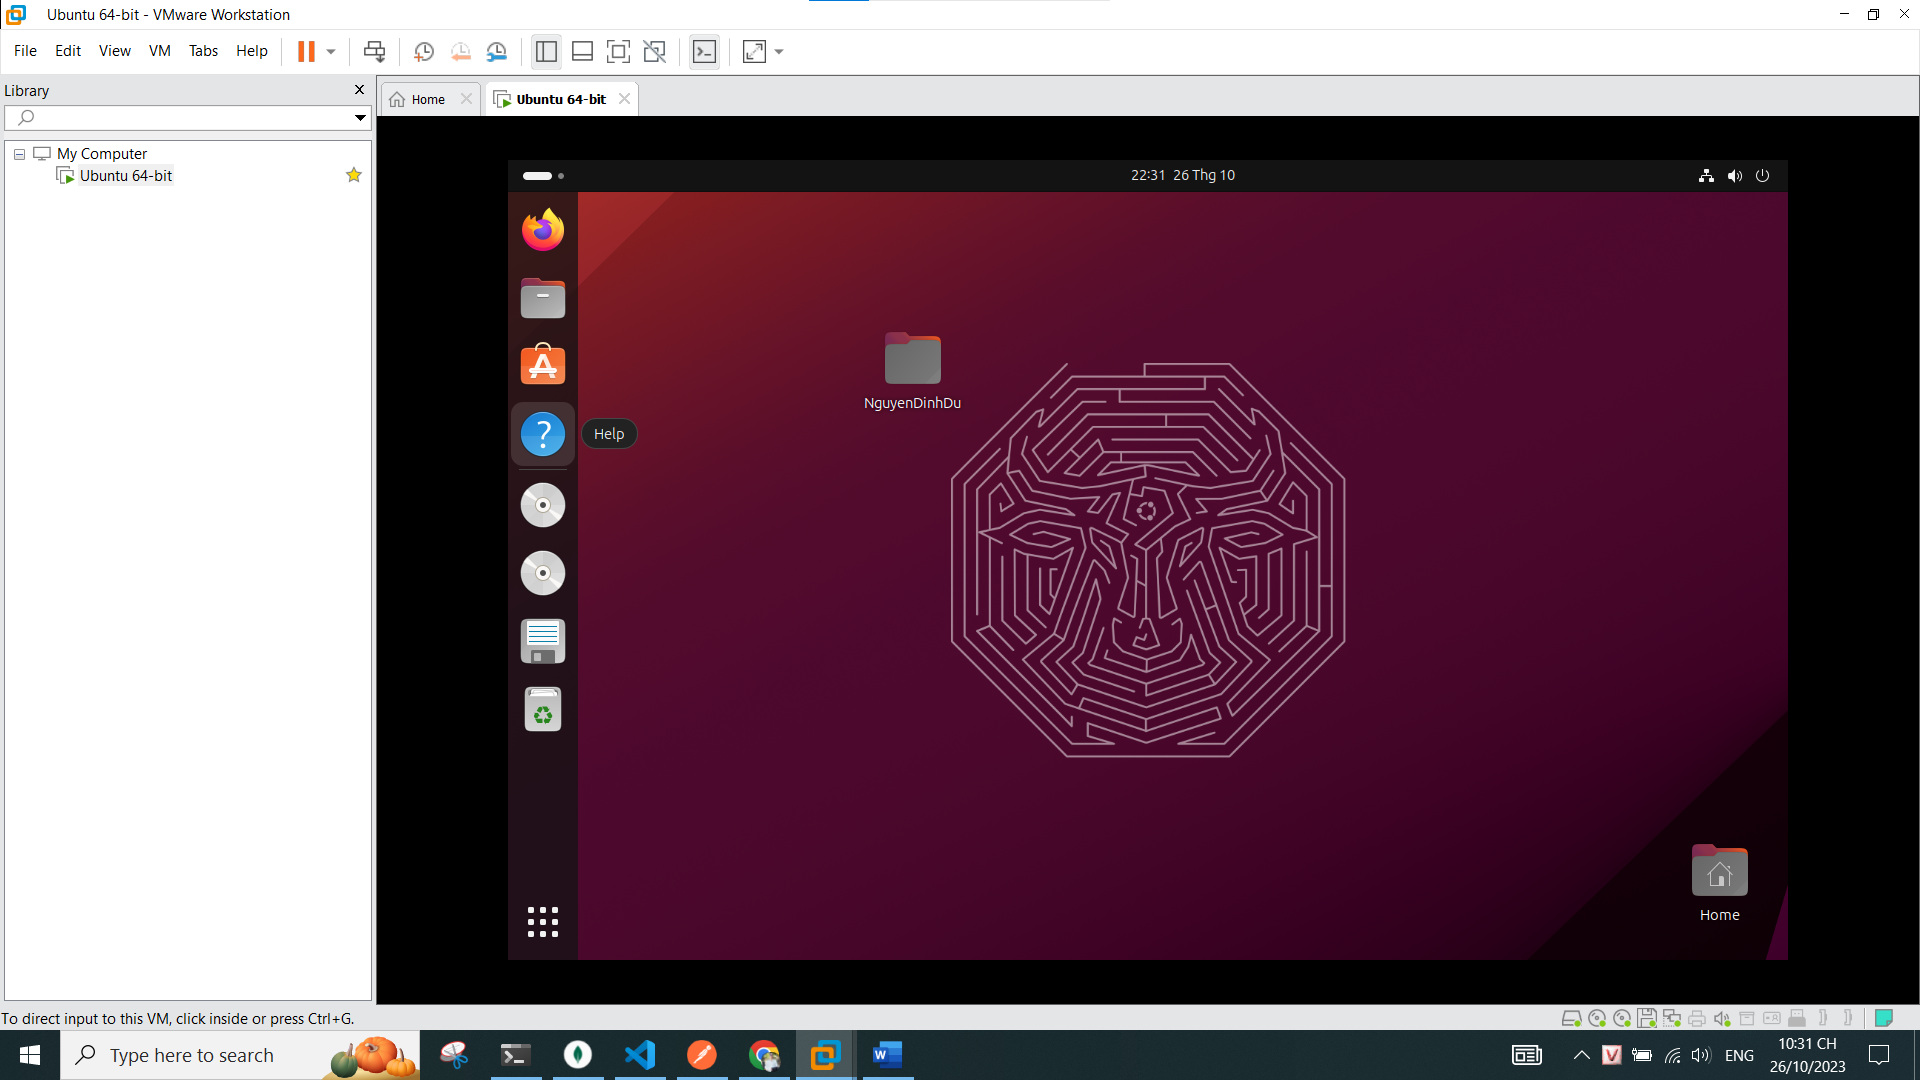 Ubuntu 64-bit - VMware Workstation
File Edit View VM Tabs Help
Library
Home
Ubuntu 64-bit
My Computer
Ubuntu 64-bit
22:31 26 Thg 10
NguyenDinhDu
Help
Home
To direct input to this VM, click inside or press Ctrl+G.
Type here to search
ENG
10:31 CH
26/10/2023